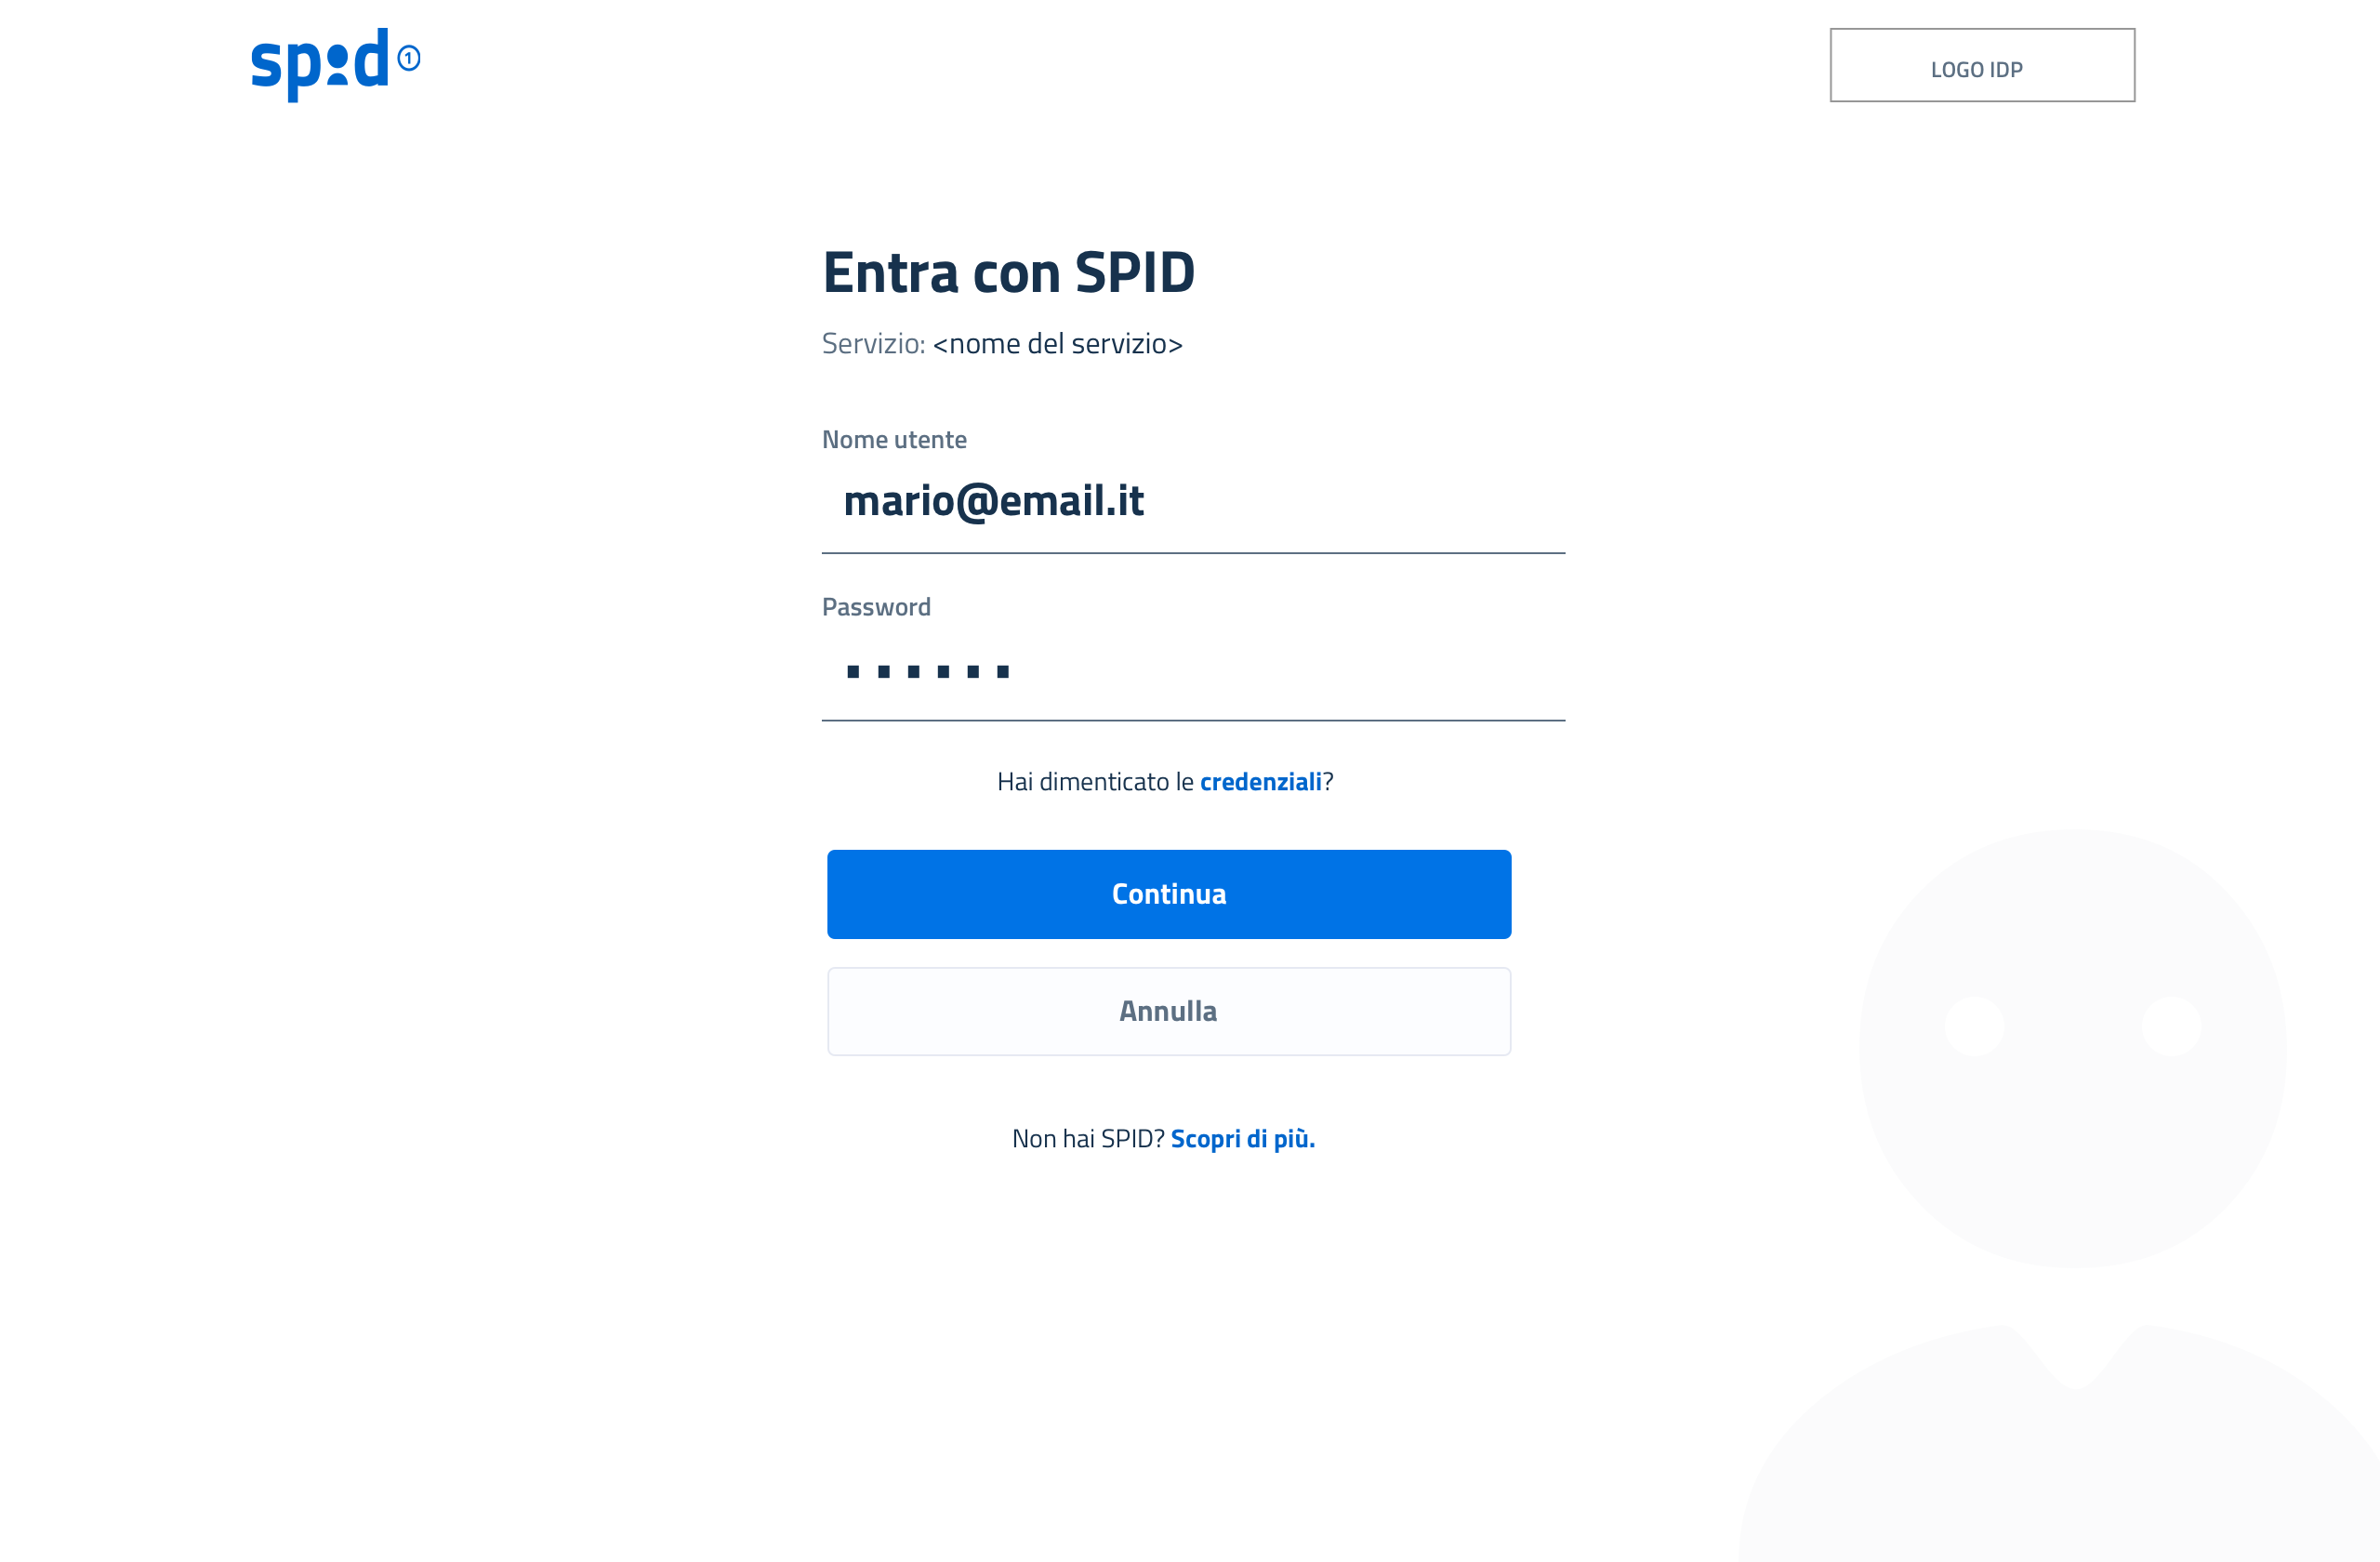 spid 1
LOGO IDP
Entra con SPID
Servizio: <nome del servizio>
Nome utente
mario@email.it
Password
Hai dimenticato le credenziali?
Continua
Annulla
Non hai SPID? Scopri di più.